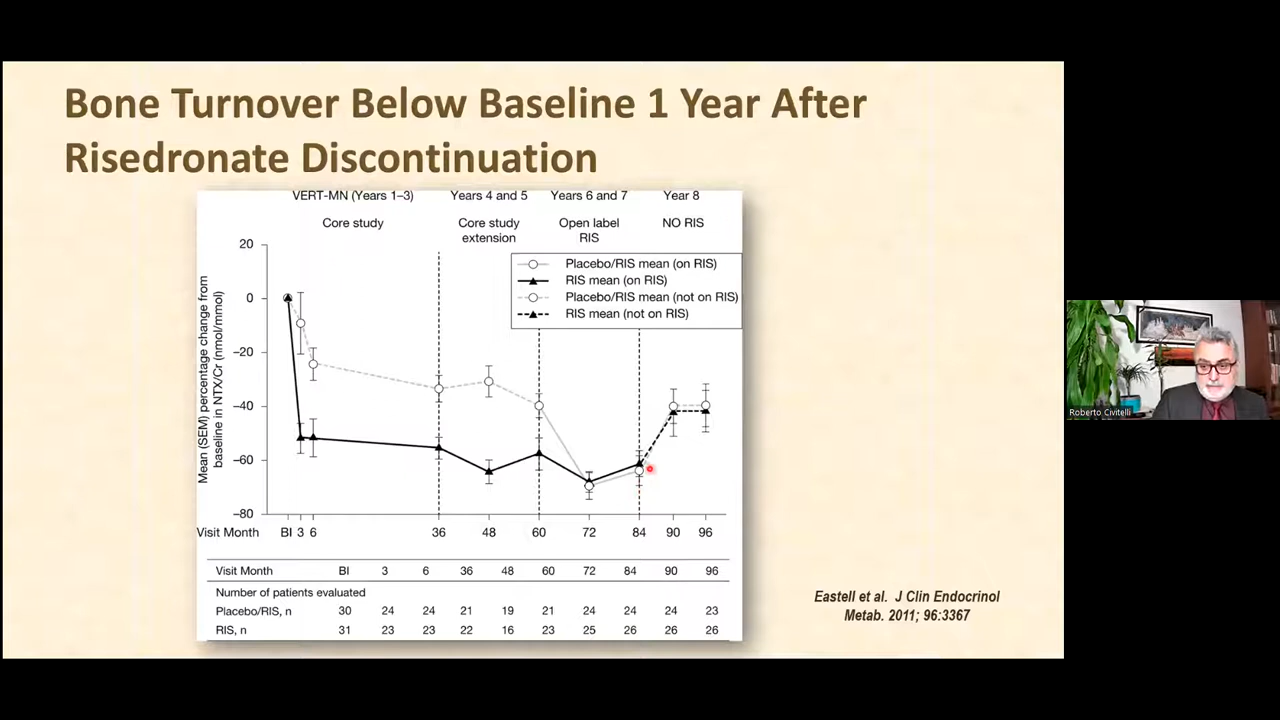 Bone Turnover Below Baseline 1 Year After
Risedronate Discontinuation
VERT-MN (Years 1–3) Years 4 and 5 Years 6 and 7 Year 8
Core study Core study Open label NO RIS
extension RIS
Placebo/RIS mean (on RIS)
RIS mean (on RIS)
Placebo/RIS mean (not on RIS)
RIS mean (not on RIS)
Mean (SEM) percentage change from
baseline in NTX/Cr (nmol/mmol)
20
0
−20
−40
−60
−80
Visit Month BI 3 6 36 48 60 72 84 90 96
Visit Month BI 3 6 36 48 60 72 84 90 96
Number of patients evaluated
Placebo/RIS, n 30 24 24 21 19 21 24 24 24 23
RIS, n 31 23 23 22 16 23 25 26 26 26
Eastell et al. J Clin Endocrinol
Metab. 2011; 96:3367
Roberto Civitelli